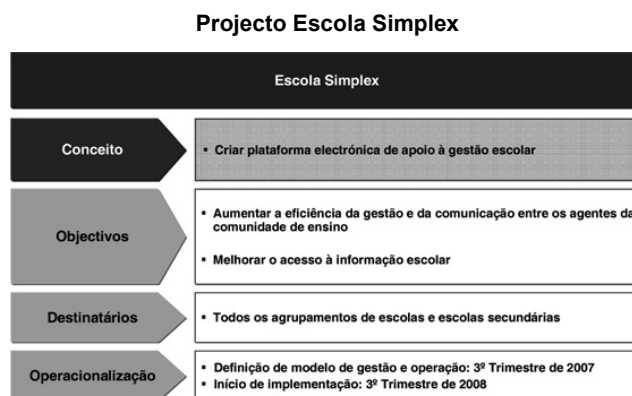 Projecto Escola Simplex
Escola Simplex
Conceito
▪ Criar plataforma electrónica de apoio à gestão escolar
Objectivos
▪ Aumentar a eficiência da gestão e da comunicação entre os agentes da
comunidade de ensino
▪ Melhorar o acesso à informação escolar
Destinatários
▪ Todos os agrupamentos de escolas e escolas secundárias
Operacionalização
▪ Definição de modelo de gestão e operação: 3º Trimestre de 2007
▪ Início de implementação: 3º Trimestre de 2008